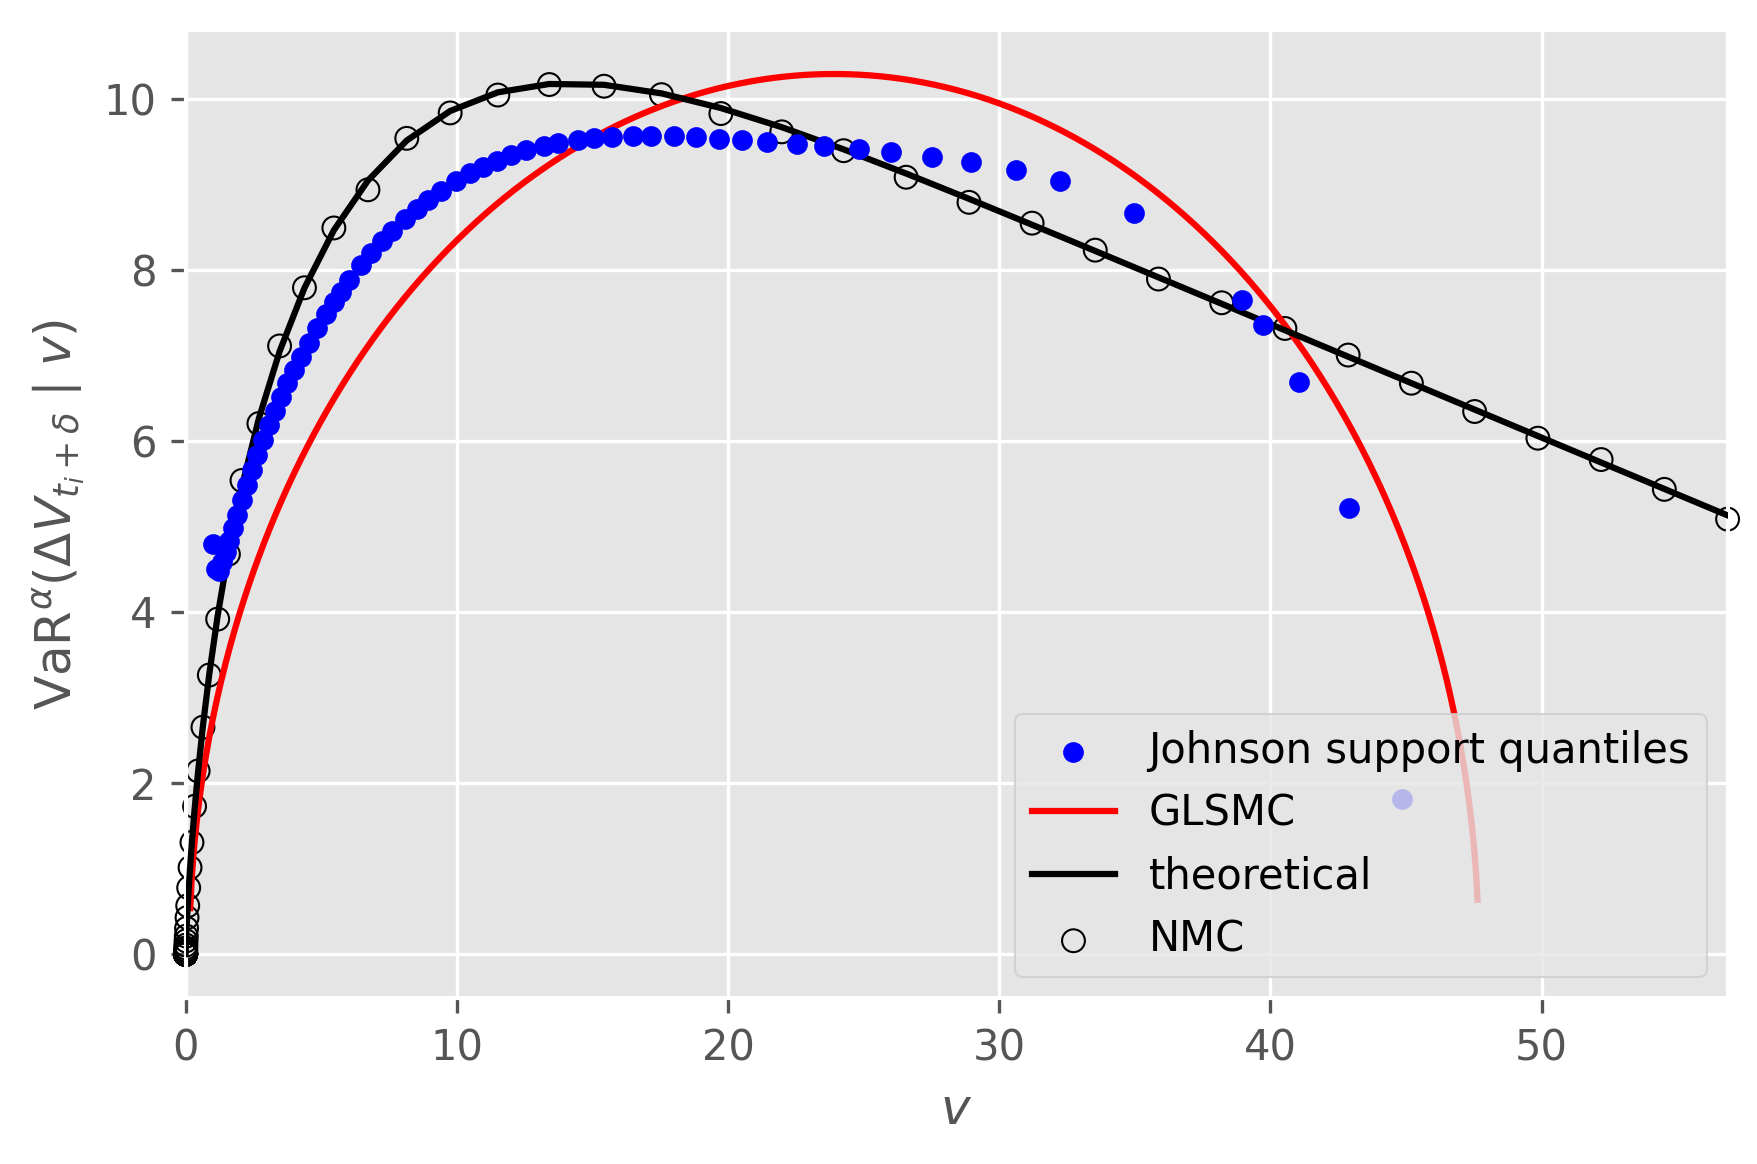 10
8
6
4
2
0
VaR^α(ΔV_{t_i+δ} | v)
Johnson support quantiles
GLSMC
theoretical
NMC
0 10 20 30 40 50
v